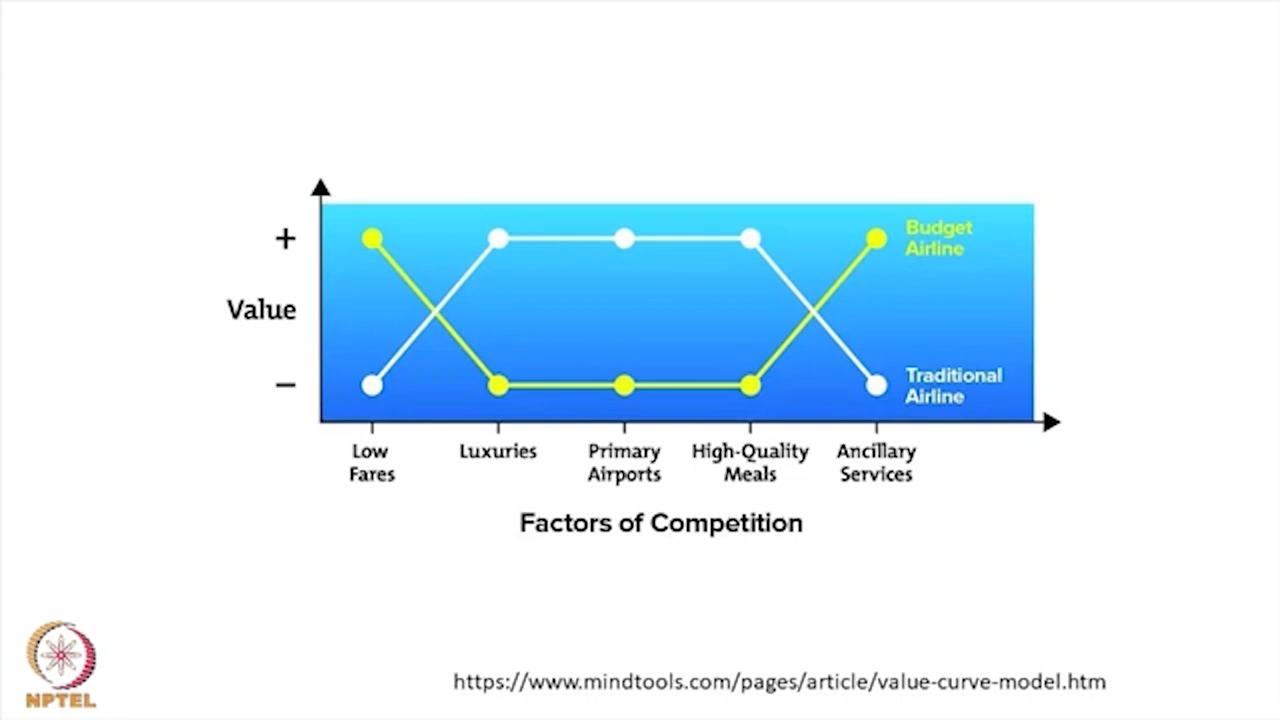 +
Value
−
Budget
Airline
Traditional
Airline
Low
Fares
Luxuries
Primary
Airports
High-Quality
Meals
Ancillary
Services
Factors of Competition
NPTEL
https://www.mindtools.com/pages/article/value-curve-model.htm